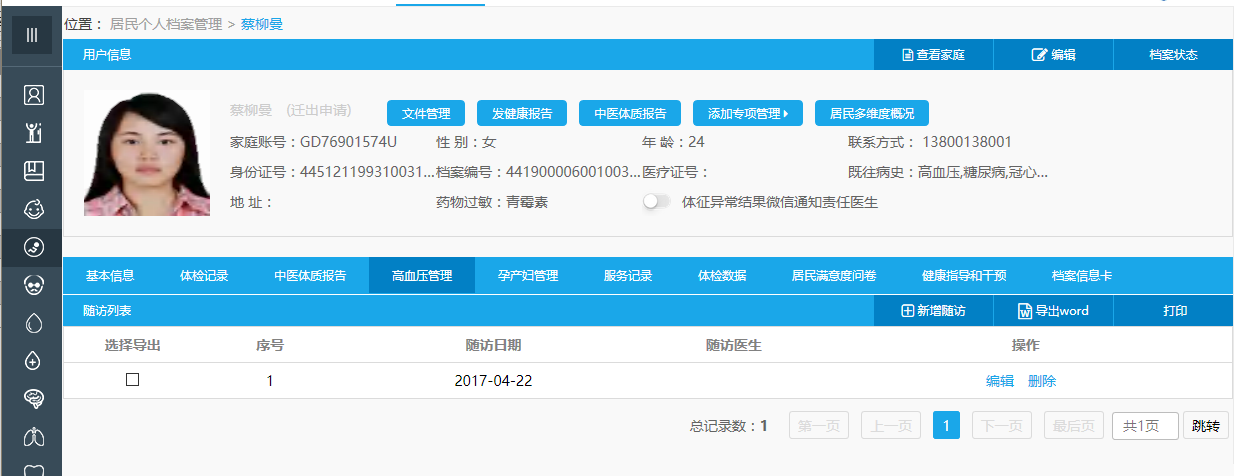 位置： 居民个人档案管理 > 蔡柳曼
用户信息 查看家庭 编辑 档案状态
蔡柳曼 （迁出申请） 文件管理 发健康报告 中医体质报告 添加专项管理 居民多维度概况
家庭账号：GD76901574U 性 别：女 年 龄：24 联系方式： 13800138001
身份证号：445121199310031... 档案编号：441900006001003... 医疗证号： 既往病史：高血压,糖尿病,冠心...
地 址： 药物过敏：青霉素 体征异常结果微信通知责任医生
基本信息 体检记录 中医体质报告 高血压管理 孕产妇管理 服务记录 体检数据 居民满意度问卷 健康指导和干预 档案信息卡
随访列表 新增随访 导出word 打印
选择导出 序号 随访日期 随访医生 操作
1 2017-04-22 编辑 删除
总记录数：1 第一页 上一页 1 下一页 最后页 共1页 跳转